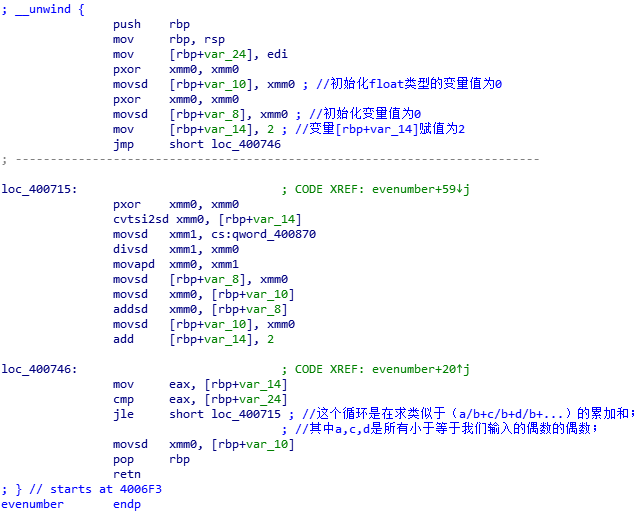 ; __unwind {
push rbp
mov rbp, rsp
mov [rbp+var_24], edi
pxor xmm0, xmm0
movsd [rbp+var_10], xmm0 ; //初始化float类型的变量值为0
pxor xmm0, xmm0
movsd [rbp+var_8], xmm0 ; //初始化变量值为0
mov [rbp+var_14], 2 ; //变量[rbp+var_14]赋值为2
jmp short loc_400746
; ---------------------------------------------------------------------------
loc_400715: ; CODE XREF: evenumber+59↓j
pxor xmm0, xmm0
cvtsi2sd xmm0, [rbp+var_14]
movsd xmm1, cs:qword_400870
divsd xmm1, xmm0
movapd xmm0, xmm1
movsd [rbp+var_8], xmm0
movsd xmm0, [rbp+var_10]
addsd xmm0, [rbp+var_8]
movsd [rbp+var_10], xmm0
add [rbp+var_14], 2
loc_400746: ; CODE XREF: evenumber+20↑j
mov eax, [rbp+var_14]
cmp eax, [rbp+var_24]
jle short loc_400715 ; //这个循环是在求类似于（a/b+c/b+d/b+...）的累加和；
; //其中a,c,d是所有小于等于我们输入的偶数的偶数；
movsd xmm0, [rbp+var_10]
pop rbp
retn
; } // starts at 4006F3
evenumber endp